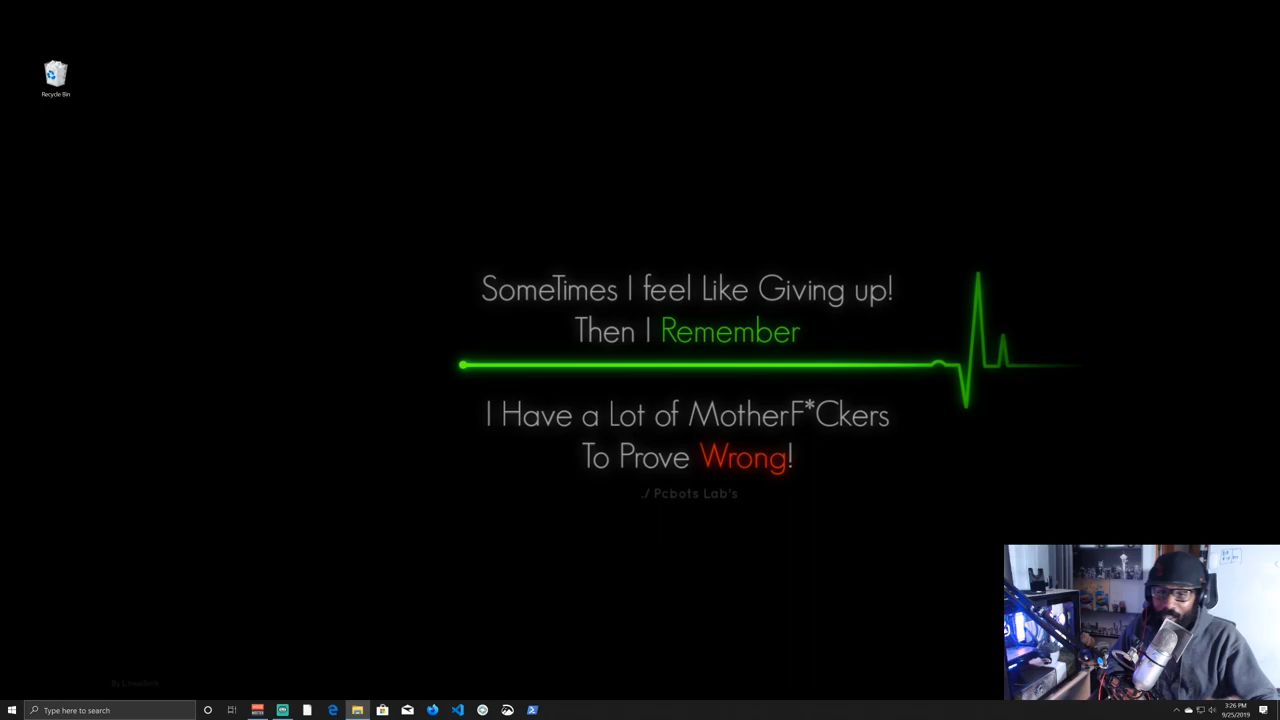 Recycle Bin
SomeTimes I feel Like Giving up!
Then I Remember
I Have a Lot of MotherF*Ckers
To Prove Wrong!
./ Pcbots Lab's
Type here to search
3:26 PM
9/25/2019